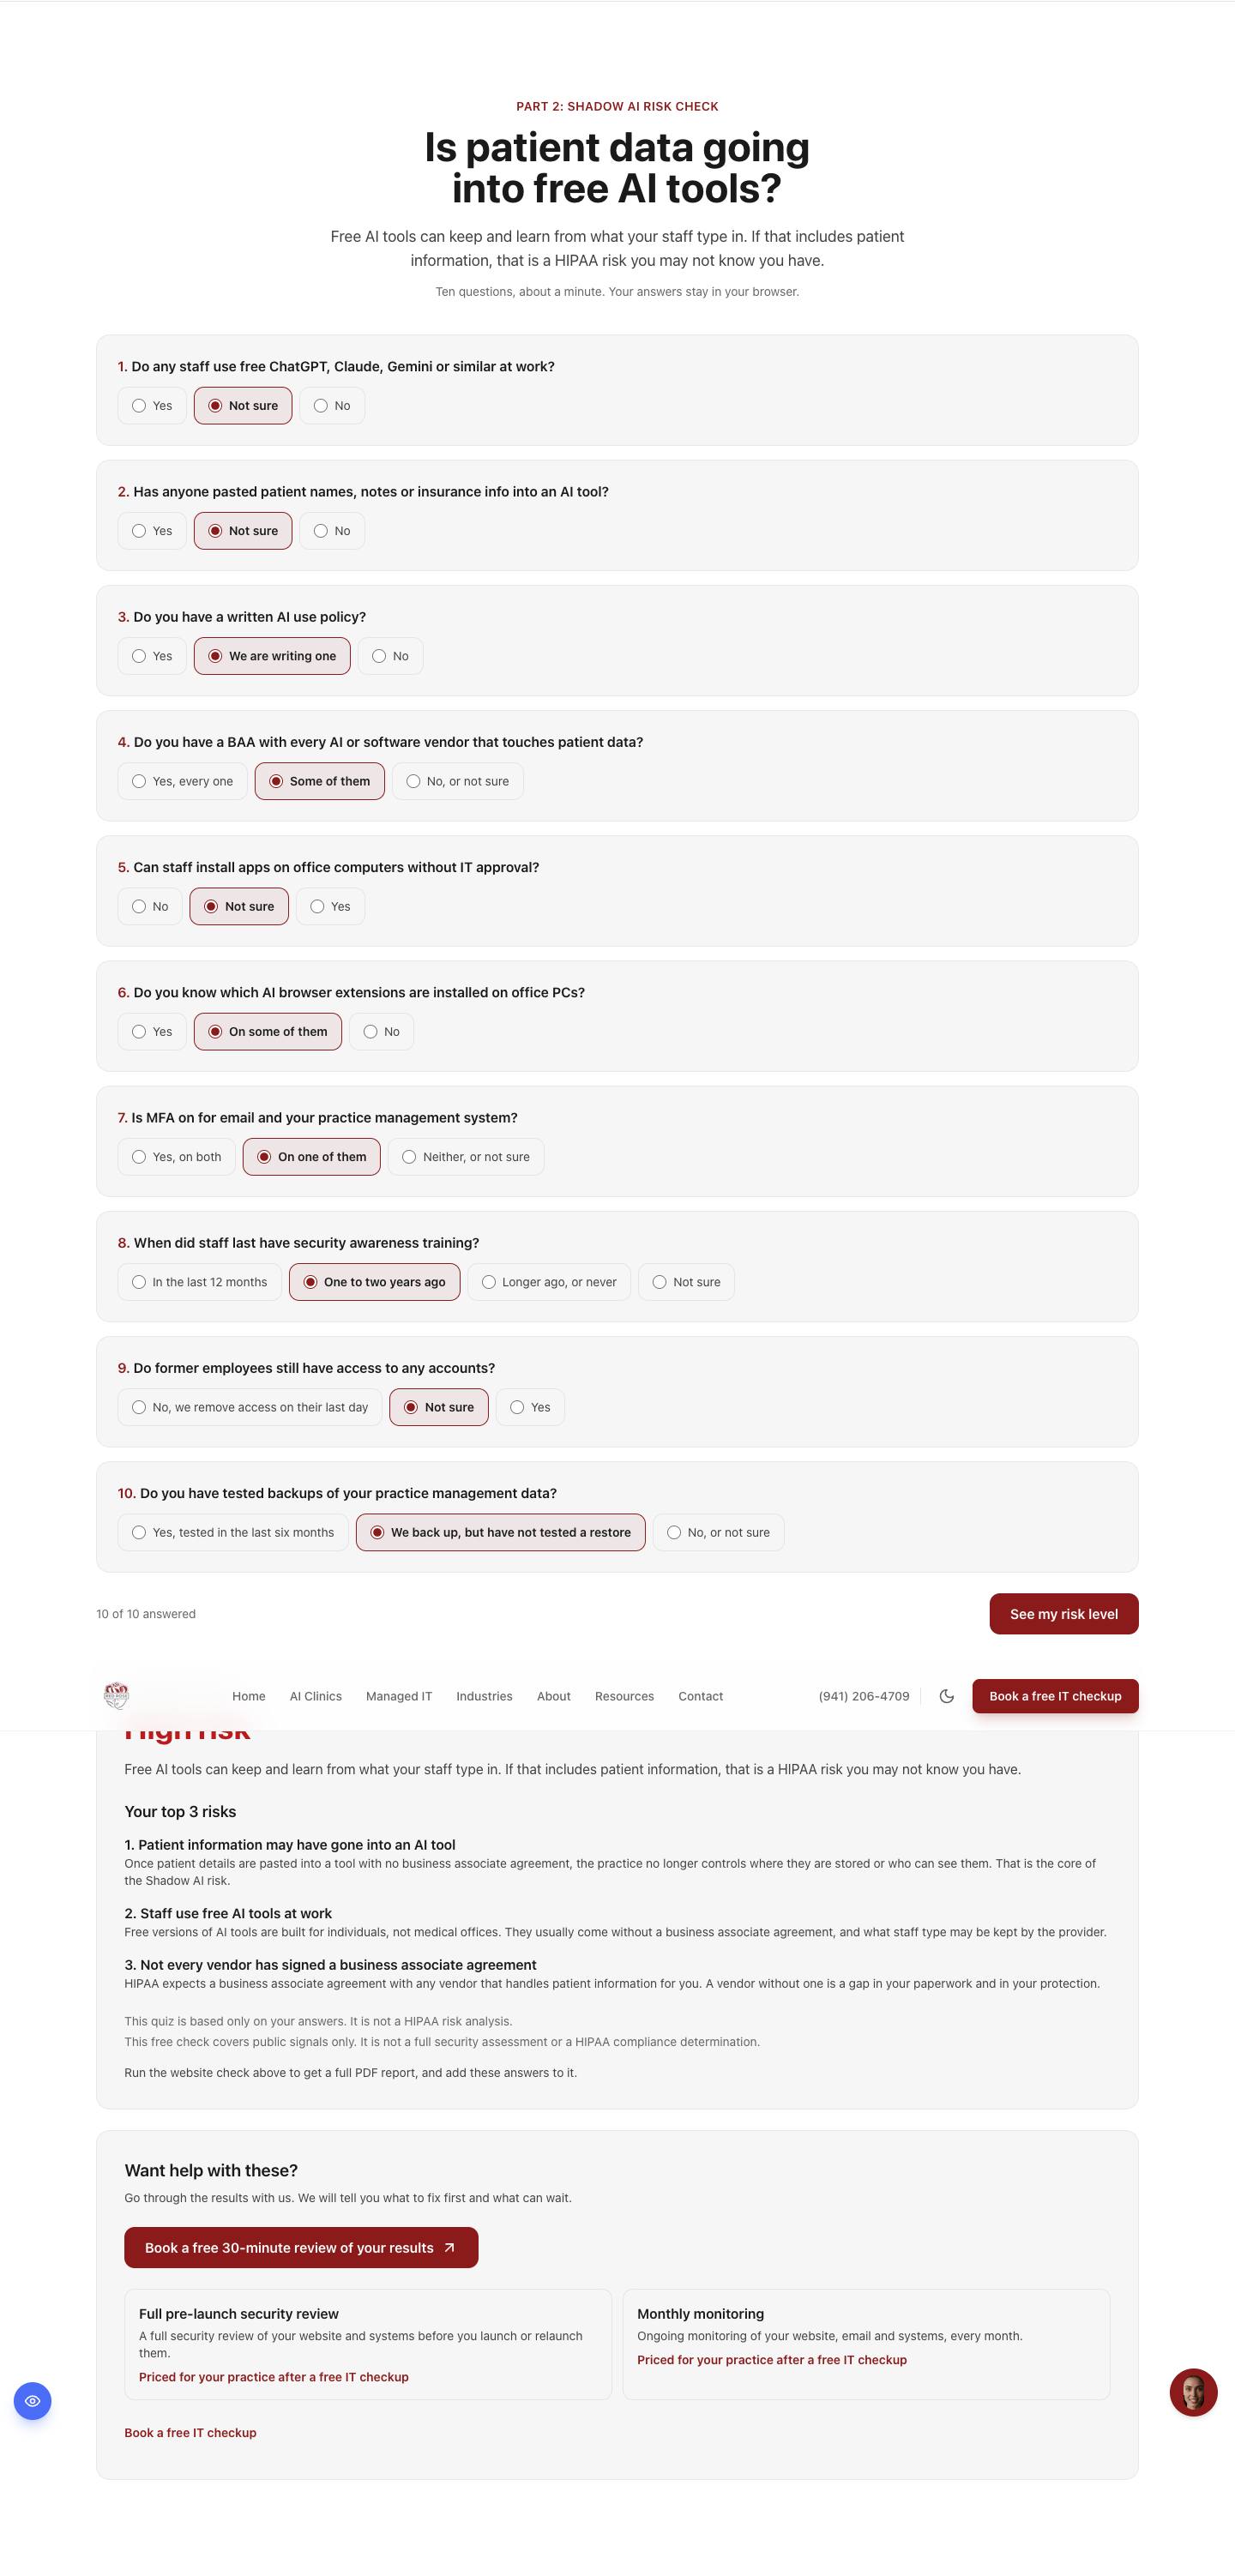 PART 2: SHADOW AI RISK CHECK
Is patient data going
into free AI tools?
Free AI tools can keep and learn from what your staff type in. If that includes patient
information, that is a HIPAA risk you may not know you have.
Ten questions, about a minute. Your answers stay in your browser.
1. Do any staff use free ChatGPT, Claude, Gemini or similar at work?
Yes Not sure No
2. Has anyone pasted patient names, notes or insurance info into an AI tool?
Yes Not sure No
3. Do you have a written AI use policy?
Yes We are writing one No
4. Do you have a BAA with every AI or software vendor that touches patient data?
Yes, every one Some of them No, or not sure
5. Can staff install apps on office computers without IT approval?
No Not sure Yes
6. Do you know which AI browser extensions are installed on office PCs?
Yes On some of them No
7. Is MFA on for email and your practice management system?
Yes, on both On one of them Neither, or not sure
8. When did staff last have security awareness training?
In the last 12 months One to two years ago Longer ago, or never Not sure
9. Do former employees still have access to any accounts?
No, we remove access on their last day Not sure Yes
10. Do you have tested backups of your practice management data?
Yes, tested in the last six months We back up, but have not tested a restore No, or not sure
10 of 10 answered See my risk level
Home AI Clinics Managed IT Industries About Resources Contact (941) 206-4709 Book a free IT checkup
High risk
Free AI tools can keep and learn from what your staff type in. If that includes patient information, that is a HIPAA risk you may not know you have.
Your top 3 risks
1. Patient information may have gone into an AI tool
Once patient details are pasted into a tool with no business associate agreement, the practice no longer controls where they are stored or who can see them. That is the core of
the Shadow AI risk.
2. Staff use free AI tools at work
Free versions of AI tools are built for individuals, not medical offices. They usually come without a business associate agreement, and what staff type may be kept by the provider.
3. Not every vendor has signed a business associate agreement
HIPAA expects a business associate agreement with any vendor that handles patient information for you. A vendor without one is a gap in your paperwork and in your protection.
This quiz is based only on your answers. It is not a HIPAA risk analysis.
This free check covers public signals only. It is not a full security assessment or a HIPAA compliance determination.
Run the website check above to get a full PDF report, and add these answers to it.
Want help with these?
Go through the results with us. We will tell you what to fix first and what can wait.
Book a free 30-minute review of your results
Full pre-launch security review
A full security review of your website and systems before you launch or relaunch
them.
Priced for your practice after a free IT checkup
Monthly monitoring
Ongoing monitoring of your website, email and systems, every month.
Priced for your practice after a free IT checkup
Book a free IT checkup